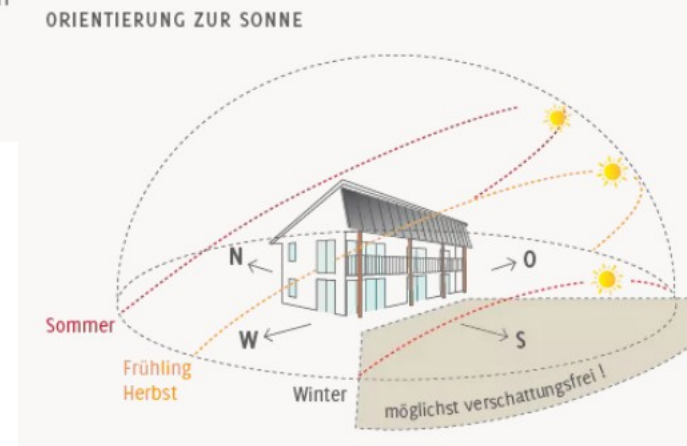 ORIENTIERUNG ZUR SONNE
N
O
W
S
Sommer
Frühling
Herbst
Winter
möglichst verschattungsfrei !